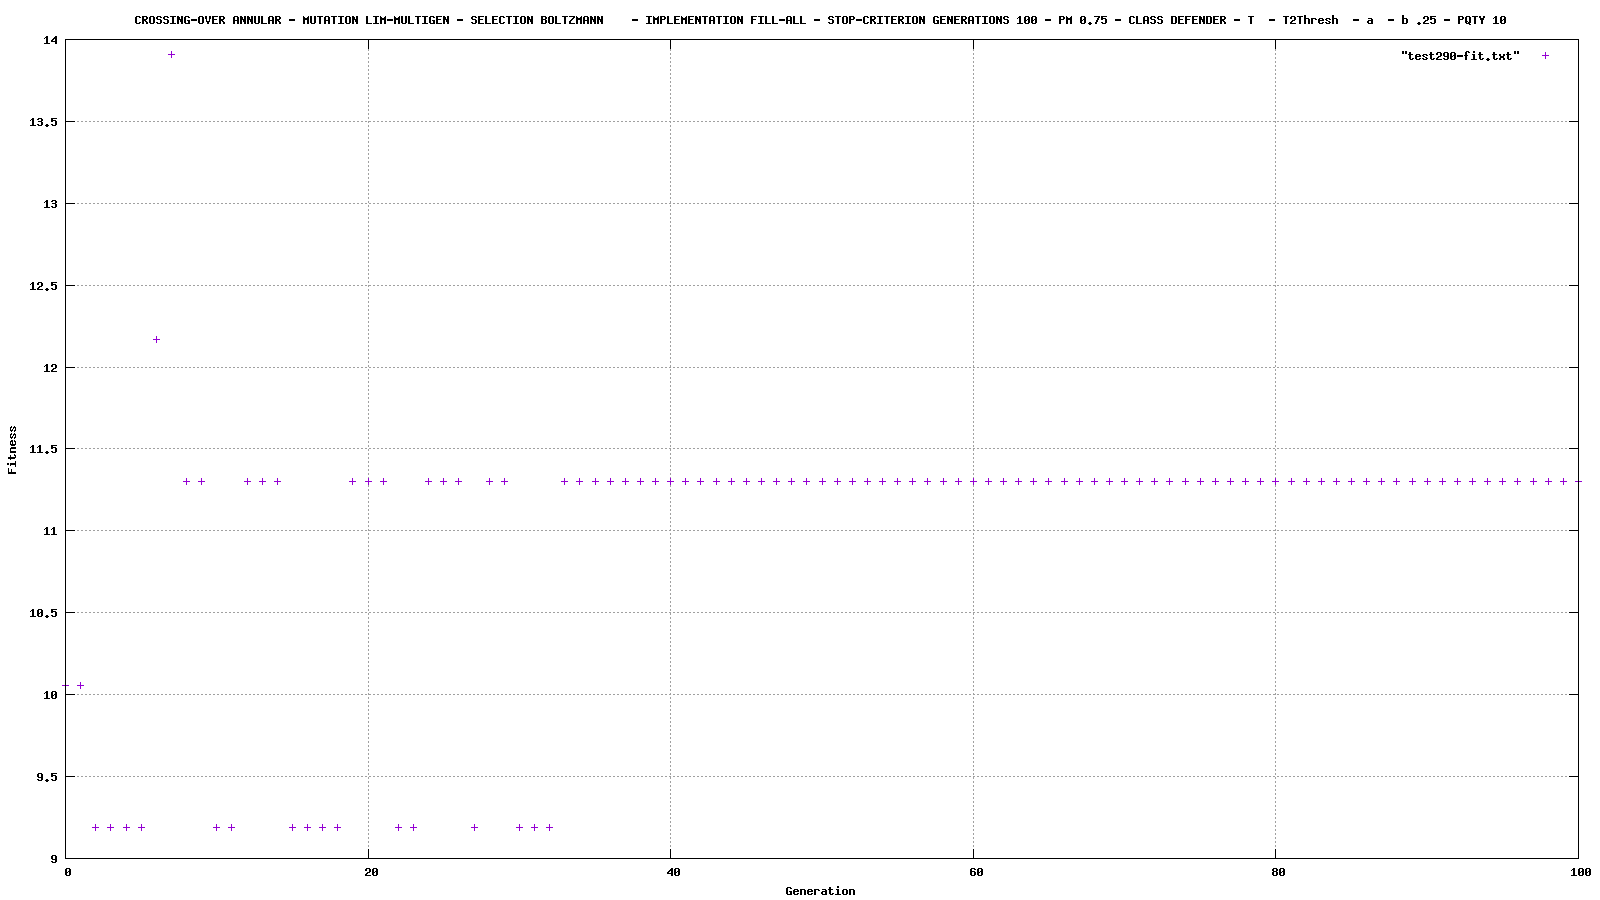 CROSSING-OVER ANNULAR - MUTATION LIM-MULTIGEN - SELECTION BOLTZMANN    - IMPLEMENTATION FILL-ALL - STOP-CRITERION GENERATIONS 100 - PM 0.75 - CLASS DEFENDER - T  - T2Thresh  - a  - b .25 - PQTY 10
"test290-fit.txt"
14
13.5
13
12.5
12
11.5
11
10.5
10
9.5
9
Fitness
0 20 40 60 80 100
Generation